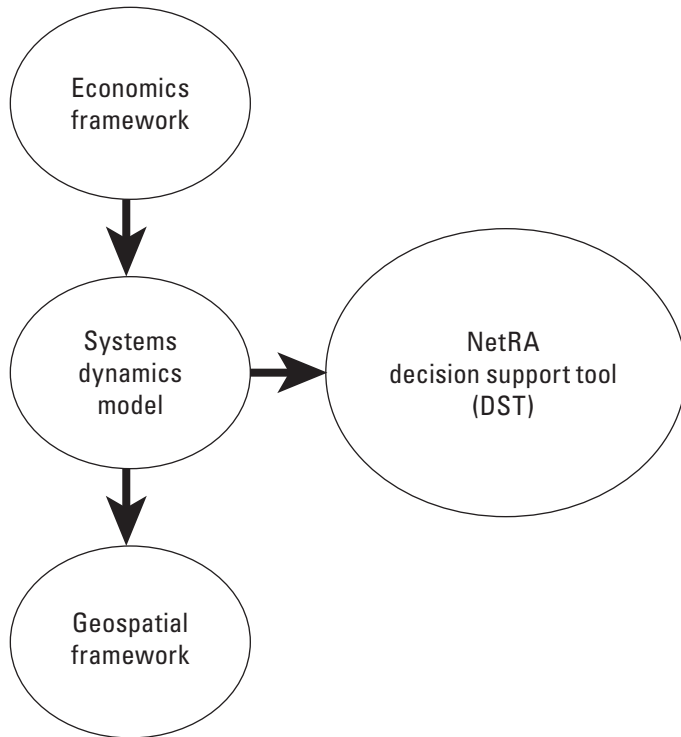 Economics
framework
Systems
dynamics
model
NetRA
decision support tool
(DST)
Geospatial
framework